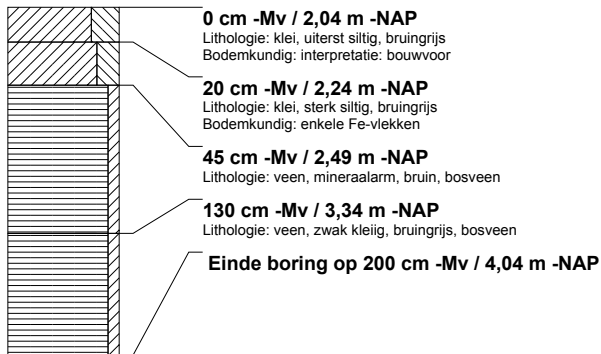 0 cm -Mv / 2,04 m -NAP
Lithologie: klei, uiterst siltig, bruingrijs
Bodemkundig: interpretatie: bouwvoor
20 cm -Mv / 2,24 m -NAP
Lithologie: klei, sterk siltig, bruingrijs
Bodemkundig: enkele Fe-vlekken
45 cm -Mv / 2,49 m -NAP
Lithologie: veen, mineraalarm, bruin, bosveen
130 cm -Mv / 3,34 m -NAP
Lithologie: veen, zwak kleiig, bruingrijs, bosveen
Einde boring op 200 cm -Mv / 4,04 m -NAP